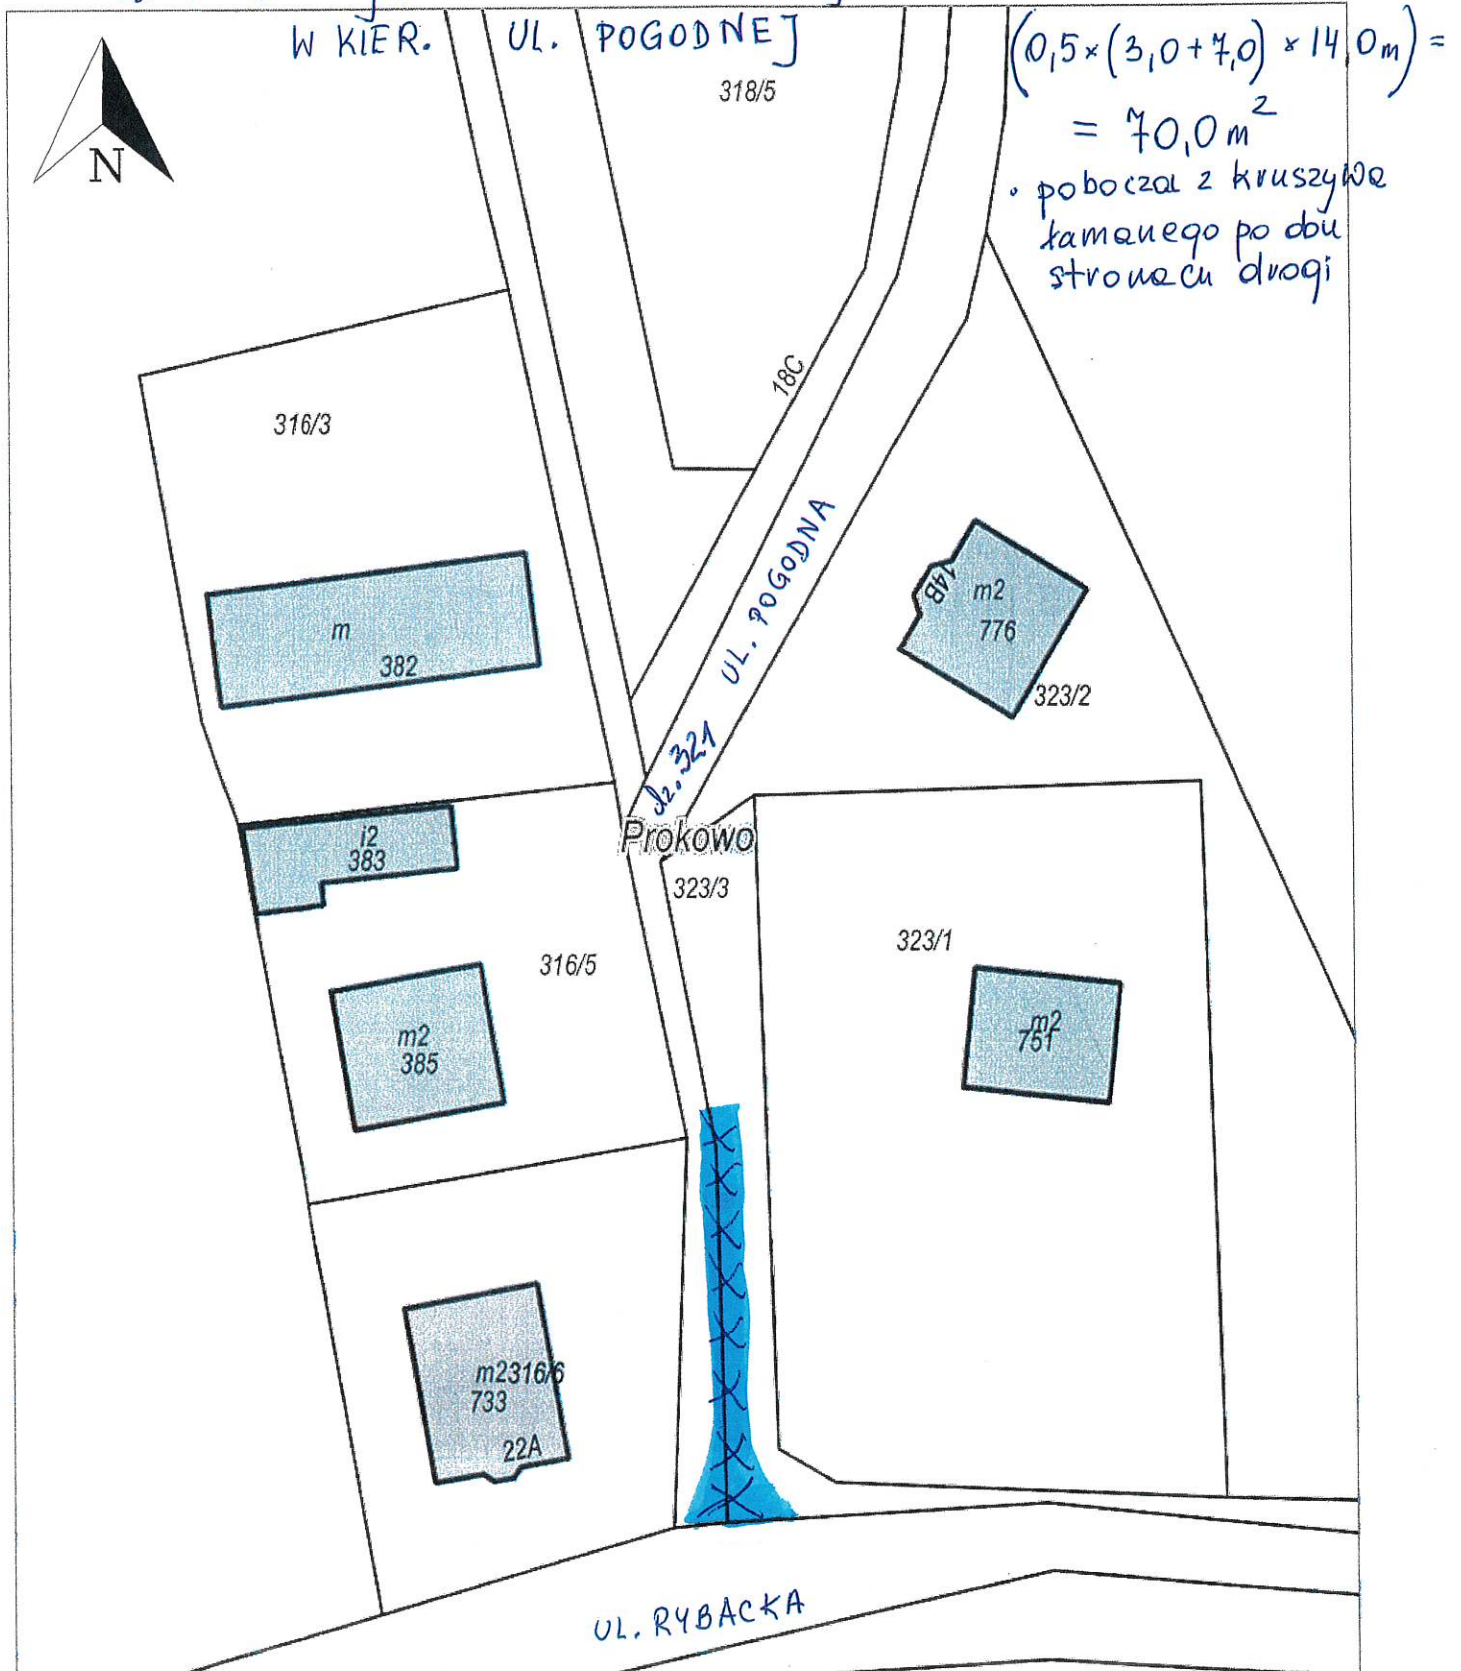 W KIER. UL. POGODNEJ
(0,5×(3,0+7,0)×14,0m) =
= 70,0m²
• pobocza z kruszywa
łamanego po obu
stronach drogi
N
318/5
18C
316/3
UL. POGODNA
dz. 321
14B
m2
776
323/2
m
382
Prokowo
i2
383
323/3
323/1
316/5
m2
751
m2
385
m2316/6
733
22A
UL. RYBACKA